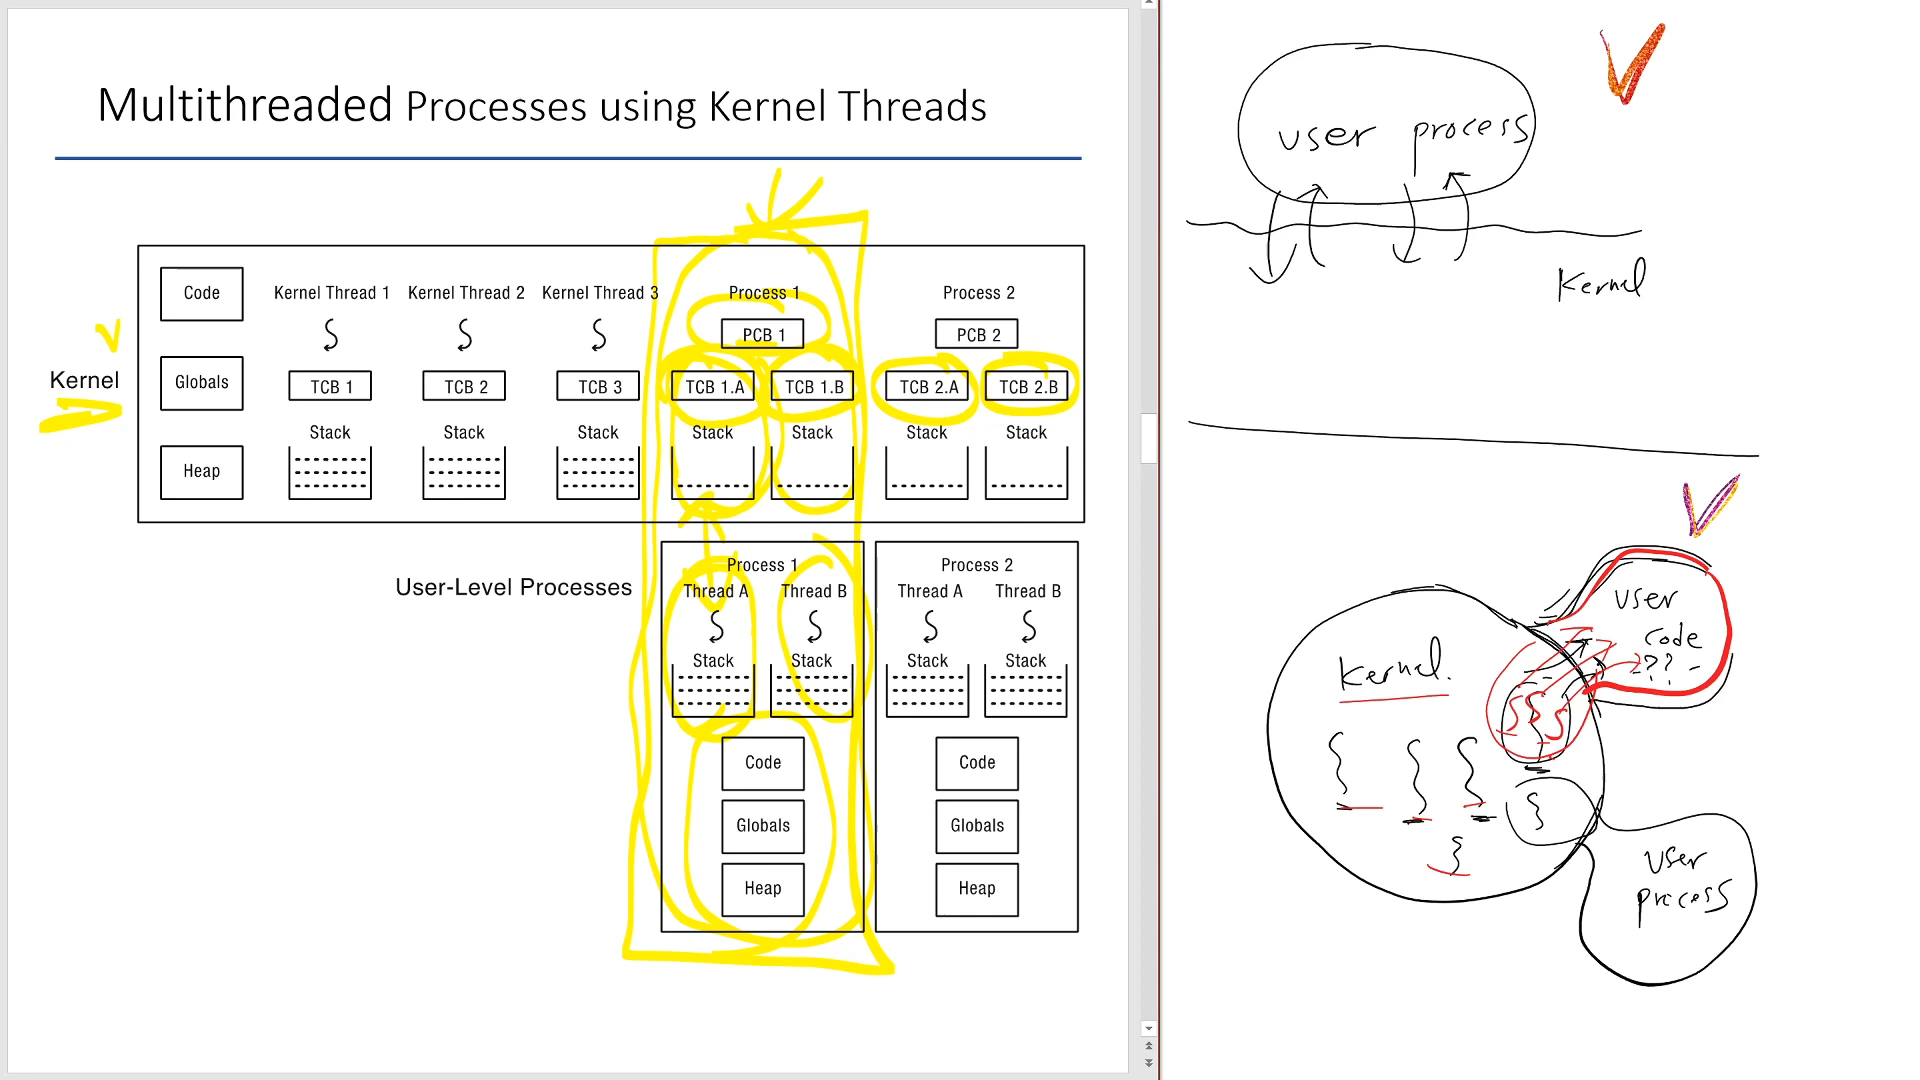 Multithreaded Processes using Kernel Threads
Kernel
Code
Globals
Heap
Kernel Thread 1 Kernel Thread 2 Kernel Thread 3 Process 1 Process 2
PCB 1 PCB 2
TCB 1 TCB 2 TCB 3 TCB 1.A TCB 1.B TCB 2.A TCB 2.B
Stack Stack Stack Stack Stack Stack Stack
User-Level Processes
Process 1
Thread A Thread B
Stack Stack
Code
Globals
Heap
Process 2
Thread A Thread B
Stack Stack
Code
Globals
Heap
user process
Kernel
Kernel.
user
code
??
user
process